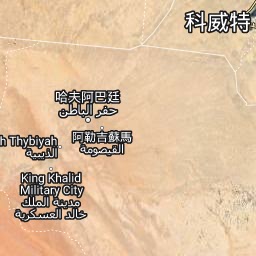 科威特
哈夫阿巴廷
حفر الباطن
阿勒吉蘇馬
القيصومة
h Thybiyah
الذيبية
King Khalid
Military City
مدينة الملك
خالد العسكرية